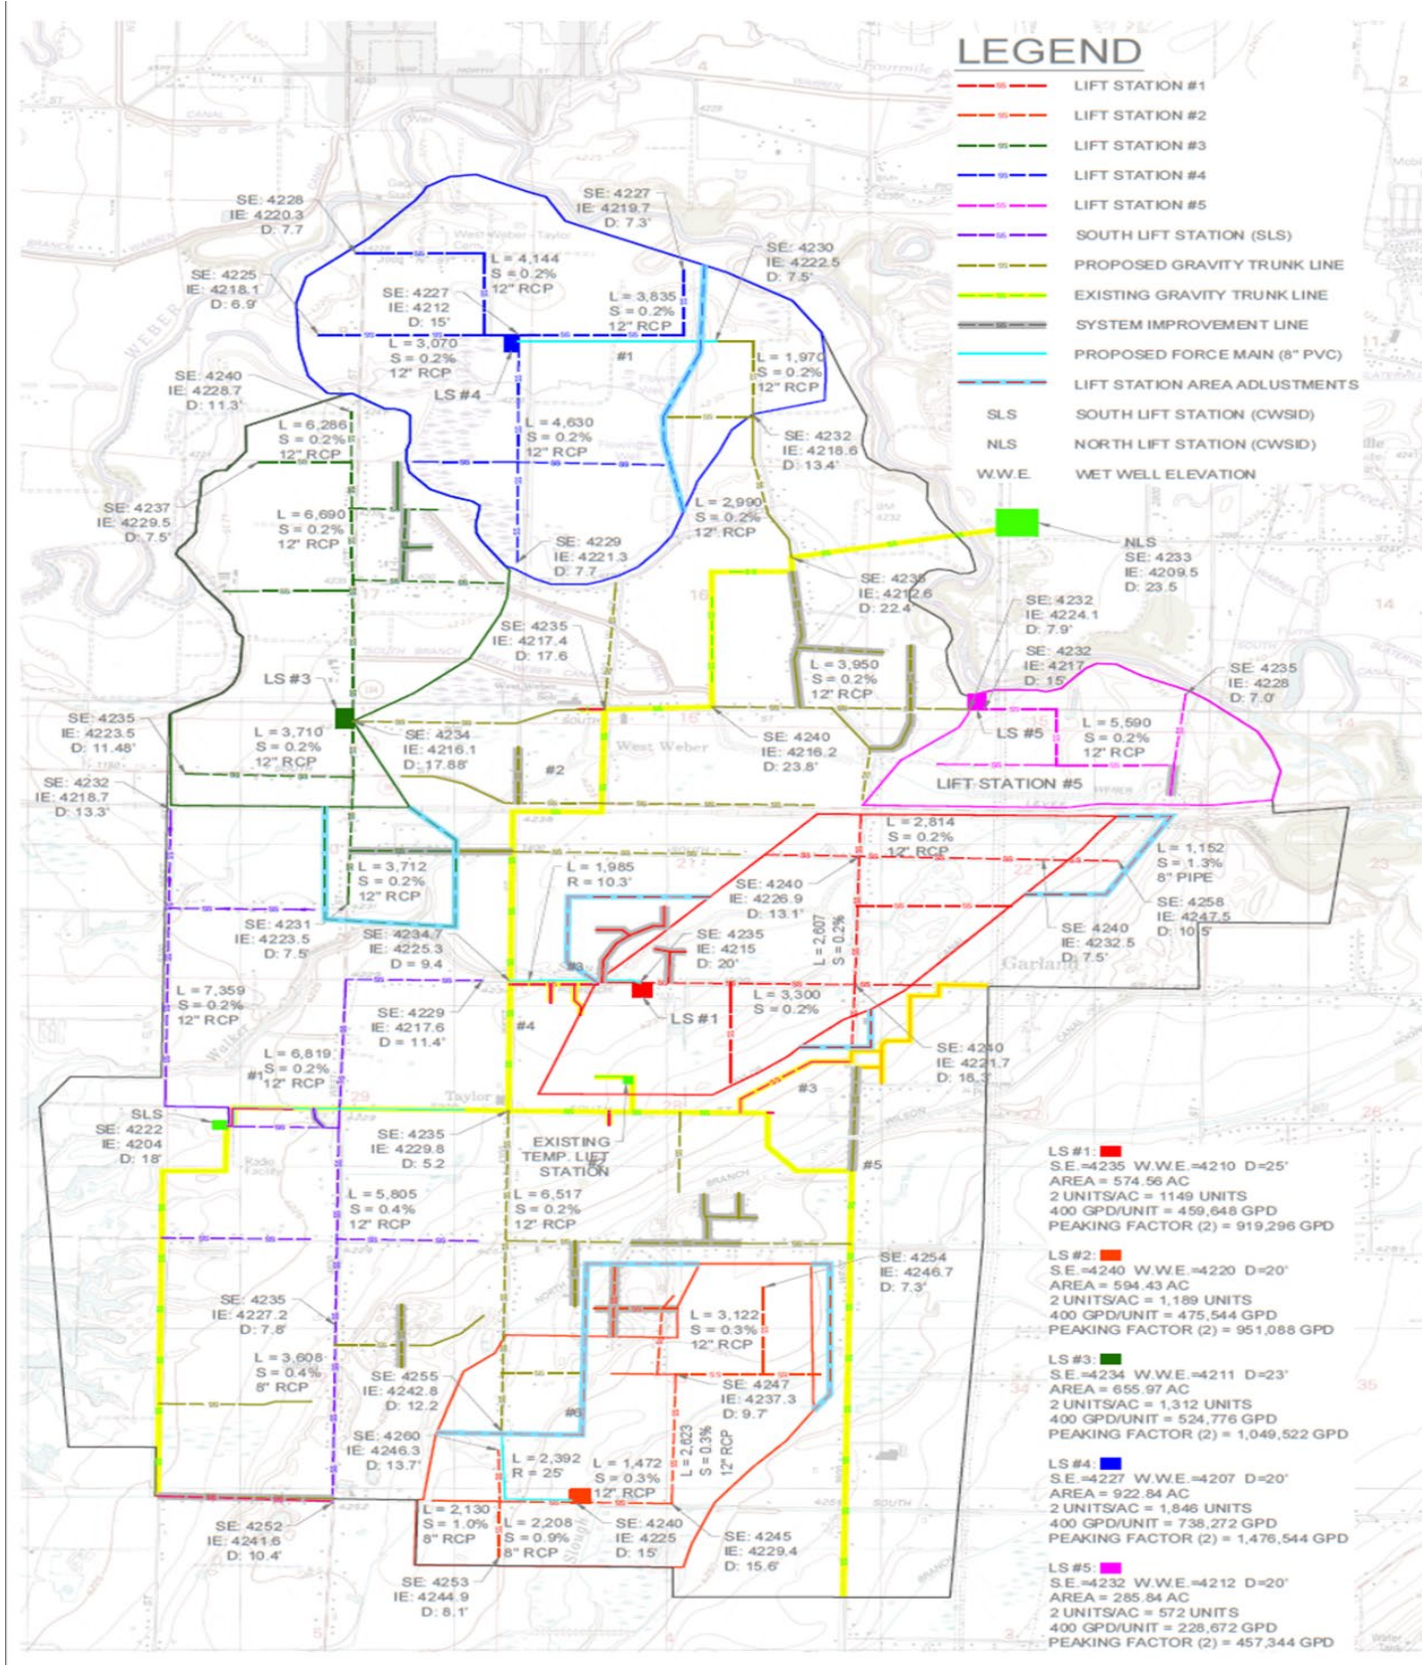 LEGEND
LIFT STATION #1
LIFT STATION #2
LIFT STATION #3
LIFT STATION #4
LIFT STATION #5
SOUTH LIFT STATION (SLS)
PROPOSED GRAVITY TRUNK LINE
EXISTING GRAVITY TRUNK LINE
SYSTEM IMPROVEMENT LINE
PROPOSED FORCE MAIN (8" PVC)
LIFT STATION AREA ADLUSTMENTS
SLS SOUTH LIFT STATION (CWSID)
NLS NORTH LIFT STATION (CWSID)
W.W.E. WET WELL ELEVATION
SE: 4228
IE: 4220.3
D: 7.7
SE: 4227
IE: 4219.7
D: 7.3'
SE: 4230
IE: 4222.5
D: 7.5'
SE: 4225
IE: 4218.1
D: 6.9'
L = 4,144
S = 0.2%
12" RCP
SE: 4227
IE: 4212
D: 15'
L = 3,835
S = 0.2%
12" RCP
L = 3,070
S = 0.2%
12" RCP
#1
L = 1,970
S = 0.2%
12" RCP
LS #4
SE: 4240
IE: 4228.7
D: 11.3'
L = 6,286
S = 0.2%
12" RCP
L = 4,630
S = 0.2%
12" RCP
SE: 4232
IE: 4218.6
D: 13.4'
SE: 4237
IE: 4229.5
D: 7.5'
L = 6,690
S = 0.2%
12" RCP
L = 2,990
S = 0.2%
12" RCP
SE: 4229
IE: 4221.3
D: 7.7
NLS
SE: 4233
IE: 4209.5
D: 23.5
SE: 4235
IE: 4212.6
D: 22.4'
SE: 4232
IE: 4224.1
D: 7.9'
SE: 4235
IE: 4217.4
D: 17.6
SE: 4232
IE: 4217
D: 15'
SE: 4235
IE: 4228
D: 7.0'
L = 3,950
S = 0.2%
12" RCP
LS #3
SE: 4235
IE: 4223.5
D: 11.48'
L = 3,710
S = 0.2%
12" RCP
SE: 4234
IE: 4216.1
D: 17.88'
West Weber
SE: 4240
IE: 4216.2
D: 23.8'
LS #5
L = 5,590
S = 0.2%
12" RCP
LIFT STATION #5
#2
SE: 4232
IE: 4218.7
D: 13.3'
L = 2,814
S = 0.2%
12" RCP
L = 1,152
S = 1.3%
8" PIPE
L = 3,712
S = 0.2%
12" RCP
L = 1,985
R = 10.3'
SE: 4240
IE: 4226.9
D: 13.1'
SE: 4258
IE: 4247.5
D: 10.5'
SE: 4231
IE: 4223.5
D: 7.5'
SE: 4234.7
IE: 4225.3
D = 9.4
SE: 4235
IE: 4215
D: 20'
L = 2,607
S = 0.2%
SE: 4240
IE: 4232.5
D: 7.5'
#3
Garland
L = 7,359
S = 0.2%
12" RCP
SE: 4229
IE: 4217.6
D = 11.4'
#4
LS #1
L = 3,300
S = 0.2%
L = 6,819
S = 0.2%
12" RCP
#1
SE: 4240
IE: 4221.7
D: 18.3'
#3
Taylor
SLS
SE: 4222
IE: 4204
D: 18'
SE: 4235
IE: 4229.8
D: 5.2
EXISTING
TEMP. LIFT
STATION
#2
#5
L = 5,805
S = 0.4%
12" RCP
L = 6,517
S = 0.2%
12" RCP
SE: 4254
IE: 4246.7
D: 7.3'
SE: 4235
IE: 4227.2
D: 7.8'
L = 3,122
S = 0.3%
12" RCP
L = 3,608
S = 0.4%
8" RCP
SE: 4255
IE: 4242.8
D: 12.2
SE: 4247
IE: 4237.3
D: 9.7'
#6
SE: 4260
IE: 4246.3
D: 13.7'
L = 2,623
S = 0.3%
12" RCP
L = 2,392
R = 25'
L = 1,472
S = 0.3%
12" RCP
L = 2,130
S = 1.0%
8" RCP
L = 2,208
S = 0.9%
8" RCP
SE: 4240
IE: 4225
D: 15'
SE: 4245
IE: 4229.4
D: 15.6'
SE: 4252
IE: 4241.6
D: 10.4'
SE: 4253
IE: 4244.9
D: 8.1'
LS #1:
S.E.=4235 W.W.E.=4210 D=25'
AREA = 574.56 AC
2 UNITS/AC = 1149 UNITS
400 GPD/UNIT = 459,648 GPD
PEAKING FACTOR (2) = 919,296 GPD
LS #2:
S.E.=4240 W.W.E.=4220 D=20'
AREA = 594.43 AC
2 UNITS/AC = 1,189 UNITS
400 GPD/UNIT = 475,544 GPD
PEAKING FACTOR (2) = 951,088 GPD
LS #3:
S.E.=4234 W.W.E.=4211 D=23'
AREA = 655.97 AC
2 UNITS/AC = 1,312 UNITS
400 GPD/UNIT = 524,776 GPD
PEAKING FACTOR (2) = 1,049,522 GPD
LS #4:
S.E.=4227 W.W.E.=4207 D=20'
AREA = 922.84 AC
2 UNITS/AC = 1,846 UNITS
400 GPD/UNIT = 738,272 GPD
PEAKING FACTOR (2) = 1,476,544 GPD
LS #5:
S.E.=4232 W.W.E.=4212 D=20'
AREA = 285.84 AC
2 UNITS/AC = 572 UNITS
400 GPD/UNIT = 228,672 GPD
PEAKING FACTOR (2) = 457,344 GPD